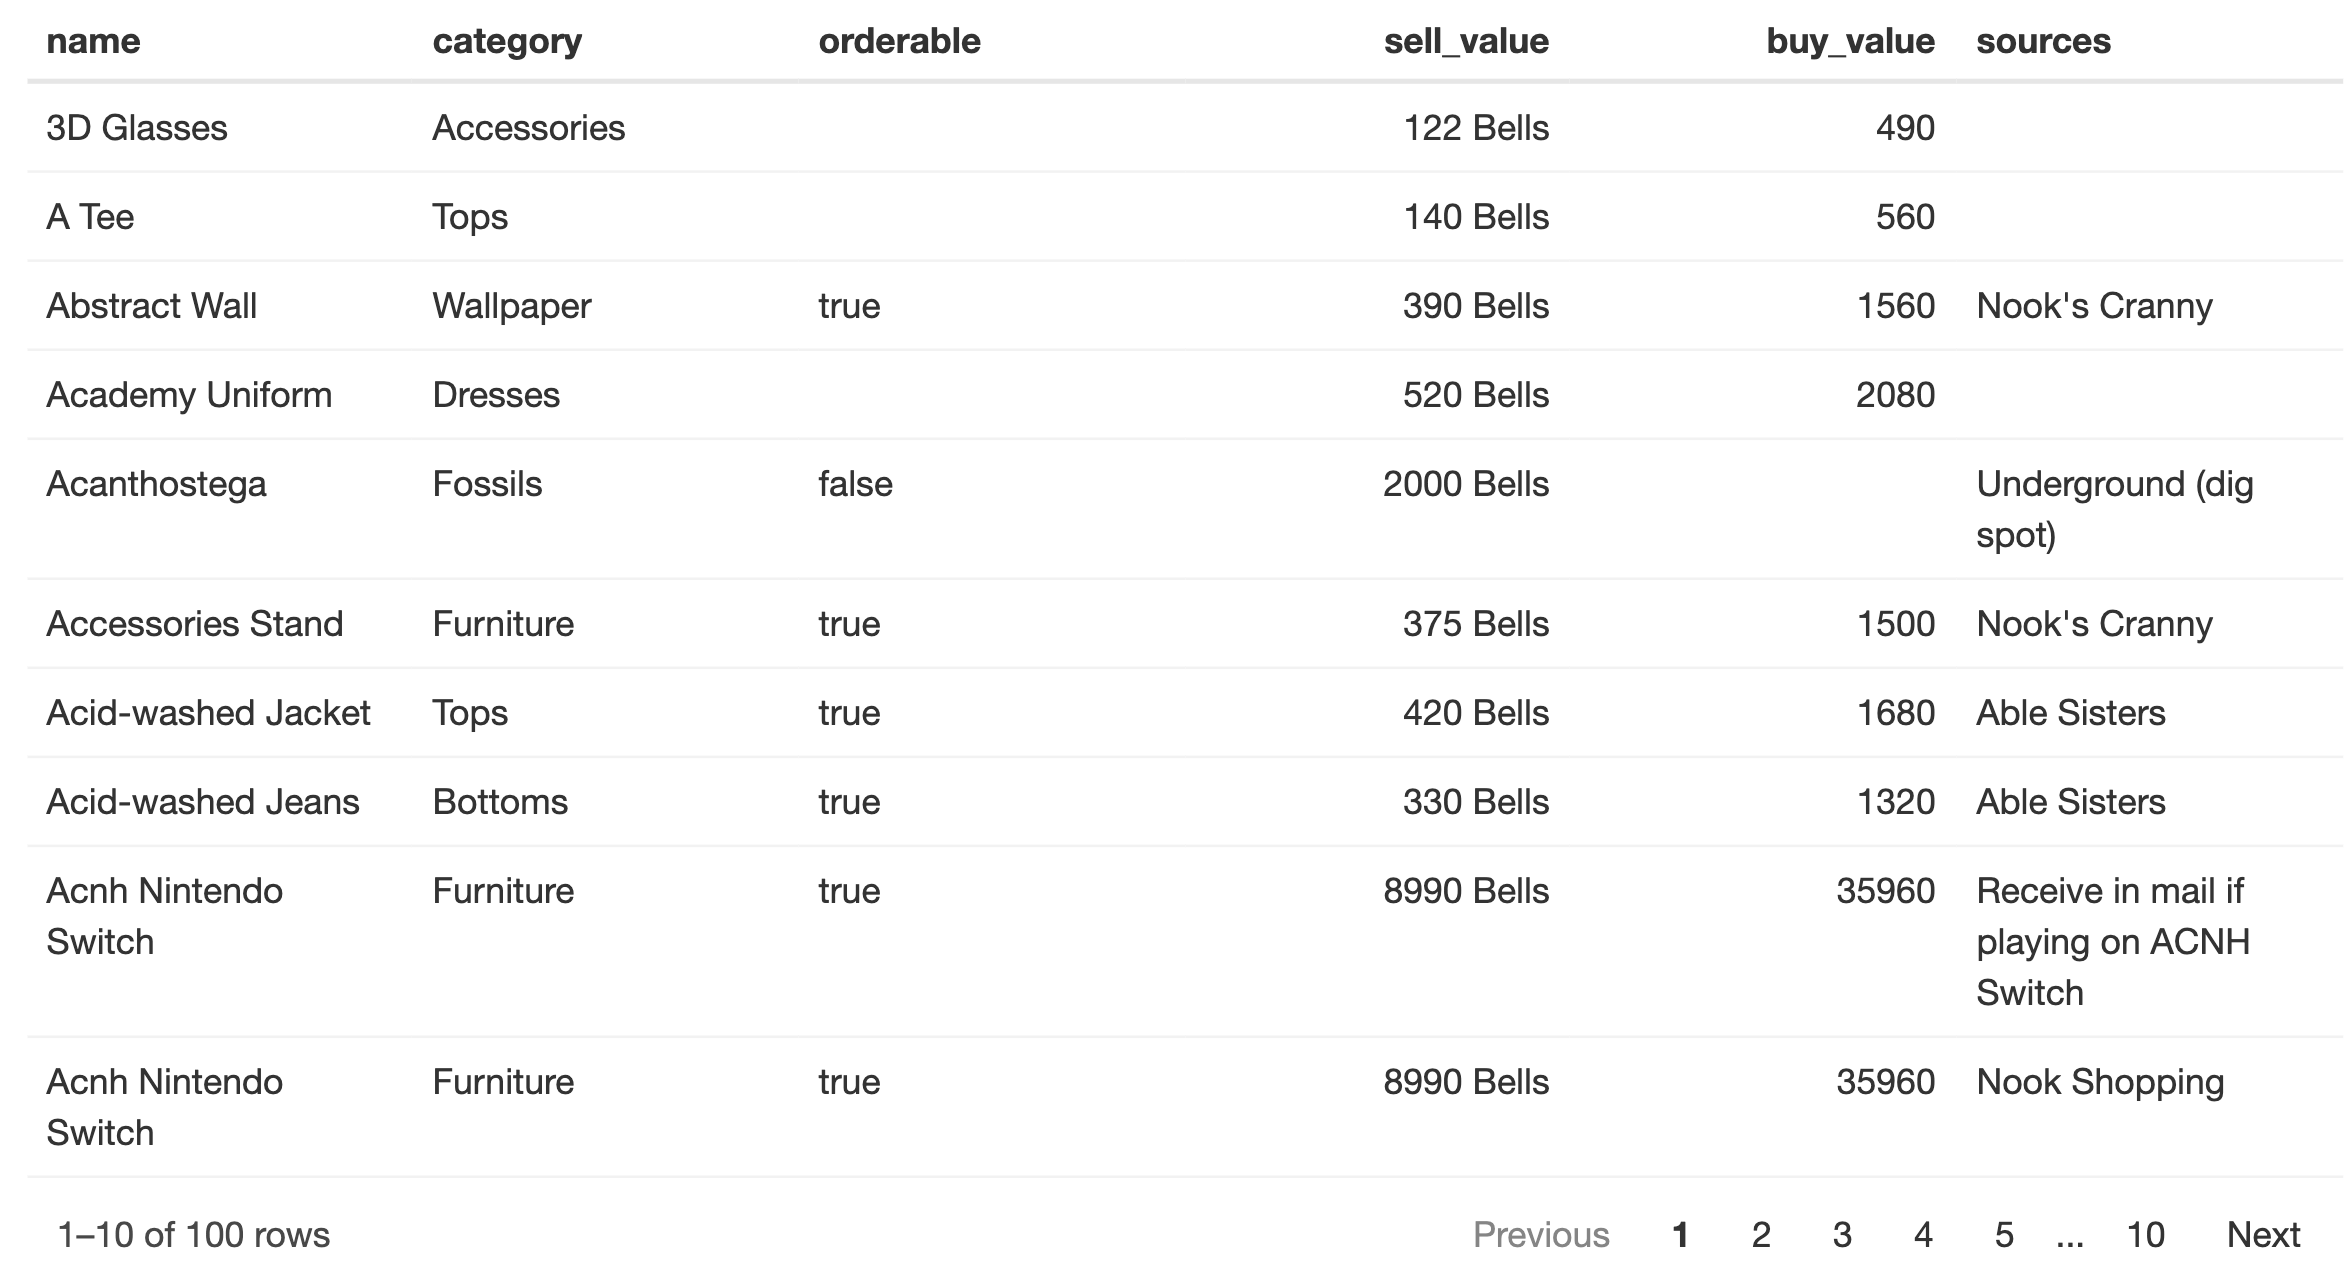 name category orderable sell_value buy_value sources
3D Glasses Accessories 122 Bells 490
A Tee Tops 140 Bells 560
Abstract Wall Wallpaper true 390 Bells 1560 Nook's Cranny
Academy Uniform Dresses 520 Bells 2080
Acanthostega Fossils false 2000 Bells Underground (dig
spot)
Accessories Stand Furniture true 375 Bells 1500 Nook's Cranny
Acid-washed Jacket Tops true 420 Bells 1680 Able Sisters
Acid-washed Jeans Bottoms true 330 Bells 1320 Able Sisters
Acnh Nintendo Furniture true 8990 Bells 35960 Receive in mail if
Switch playing on ACNH
Switch
Acnh Nintendo Furniture true 8990 Bells 35960 Nook Shopping
Switch
1–10 of 100 rows Previous 1 2 3 4 5 ... 10 Next